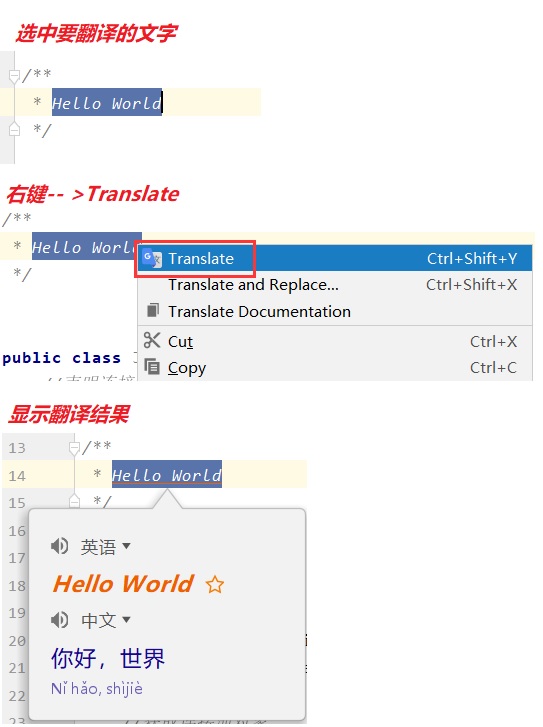 选中要翻译的文字
/**
* Hello World
*/
右键-- >Translate
/**
* Hello World
*/
Translate Ctrl+Shift+Y
Translate and Replace... Ctrl+Shift+X
Translate Documentation
Cut Ctrl+X
public class
Copy Ctrl+C
显示翻译结果
13 /**
14 * Hello World
15 */
16
英语
17
18 Hello World
19 中文
20
21 你好，世界
22 Nǐ hǎo, shìjiè
23